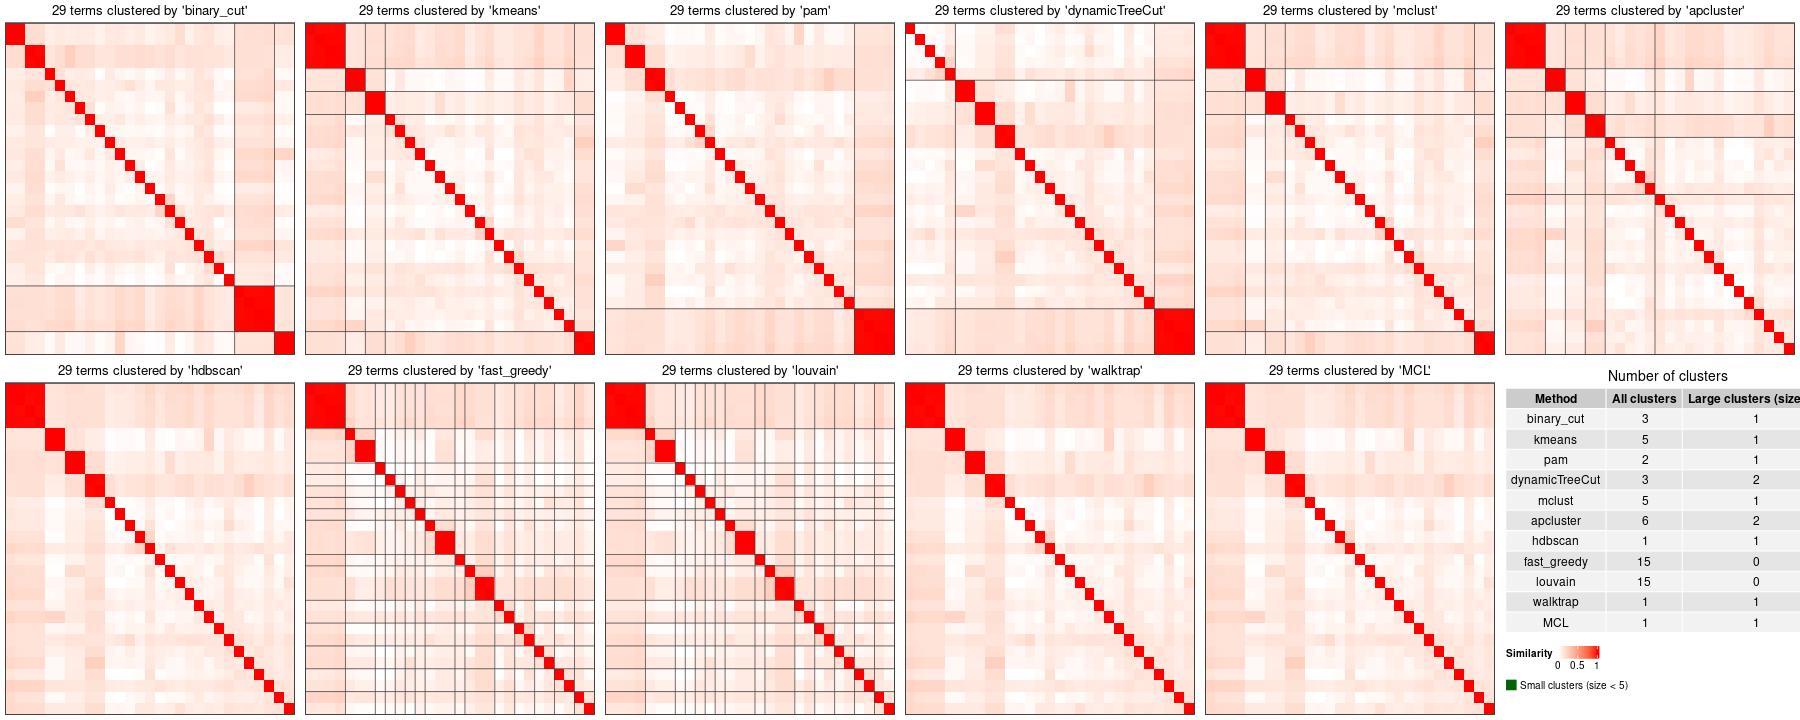 29 terms clustered by 'binary_cut'
29 terms clustered by 'kmeans'
29 terms clustered by 'pam'
29 terms clustered by 'dynamicTreeCut'
29 terms clustered by 'mclust'
29 terms clustered by 'apcluster'
29 terms clustered by 'hdbscan'
29 terms clustered by 'fast_greedy'
29 terms clustered by 'louvain'
29 terms clustered by 'walktrap'
29 terms clustered by 'MCL'
Number of clusters
Method All clusters Large clusters (size
binary_cut 3 1
kmeans 5 1
pam 2 1
dynamicTreeCut 3 2
mclust 5 1
apcluster 6 2
hdbscan 1 1
fast_greedy 15 0
louvain 15 0
walktrap 1 1
MCL 1 1
Similarity
0 0.5 1
Small clusters (size < 5)